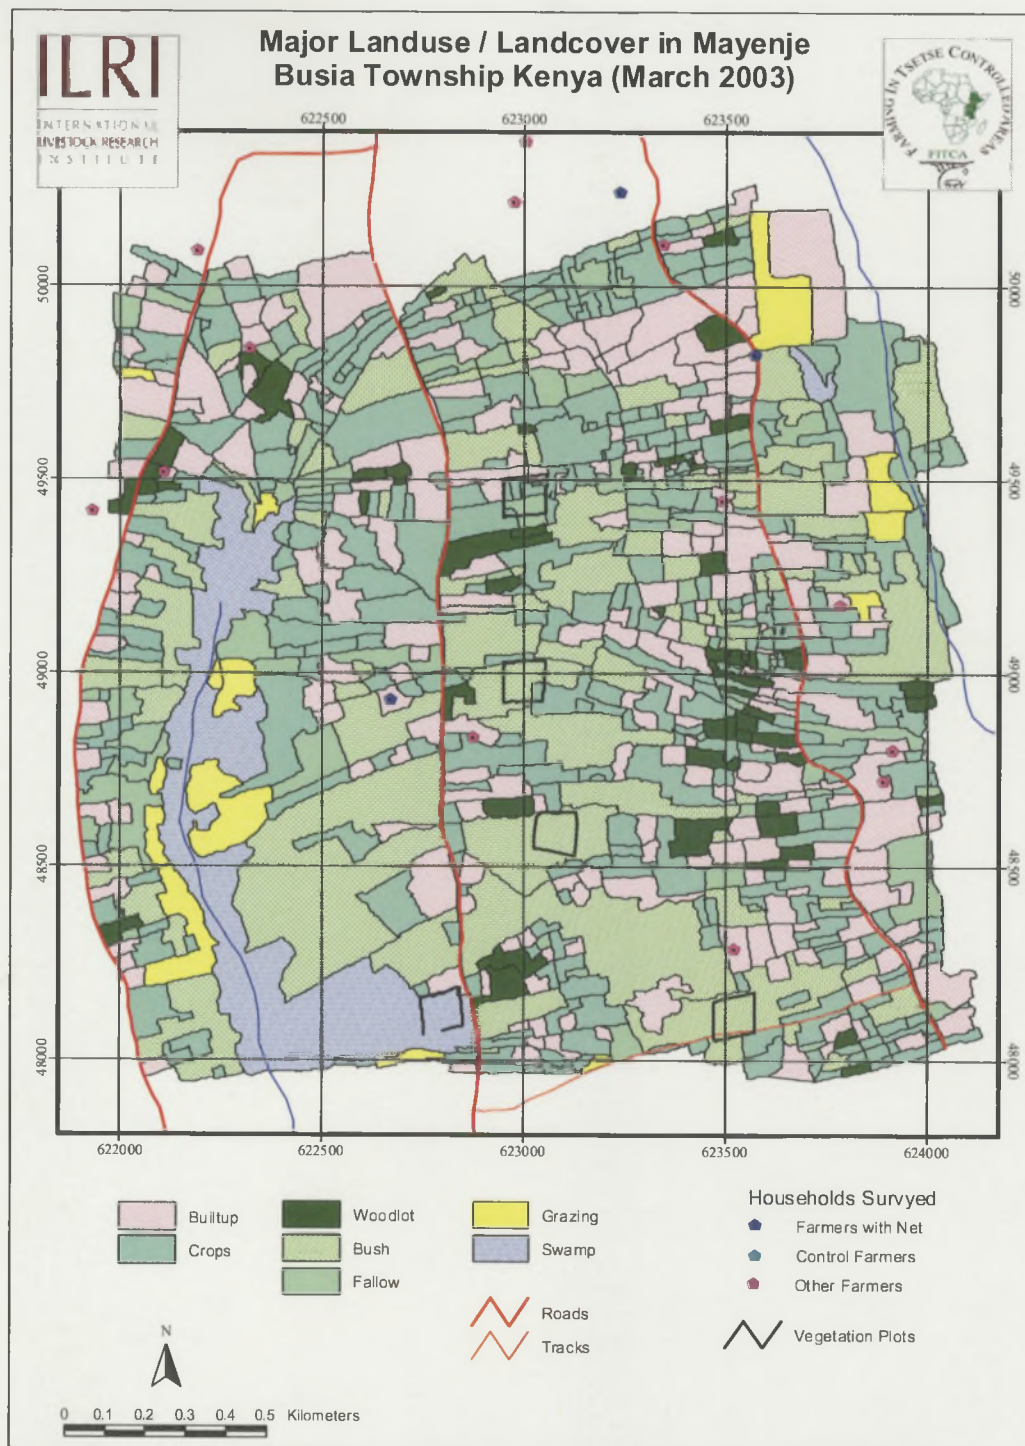 ILRI
INTERNATIONAL
LIVESTOCK RESEARCH
INSTITUTE
Major Landuse / Landcover in Mayenje
Busia Township Kenya (March 2003)
FARMING IN TSETSE CONTROLLED AREAS
FITCA
622500
623000
623500
50000
50000
49500
49500
49000
49000
48500
48500
48000
48000
622000
622500
623000
623500
624000
Builtup
Crops
Woodlot
Bush
Fallow
Grazing
Swamp
Roads
Tracks
Households Survyed
Farmers with Net
Control Farmers
Other Farmers
Vegetation Plots
N
0 0.1 0.2 0.3 0.4 0.5 Kilometers